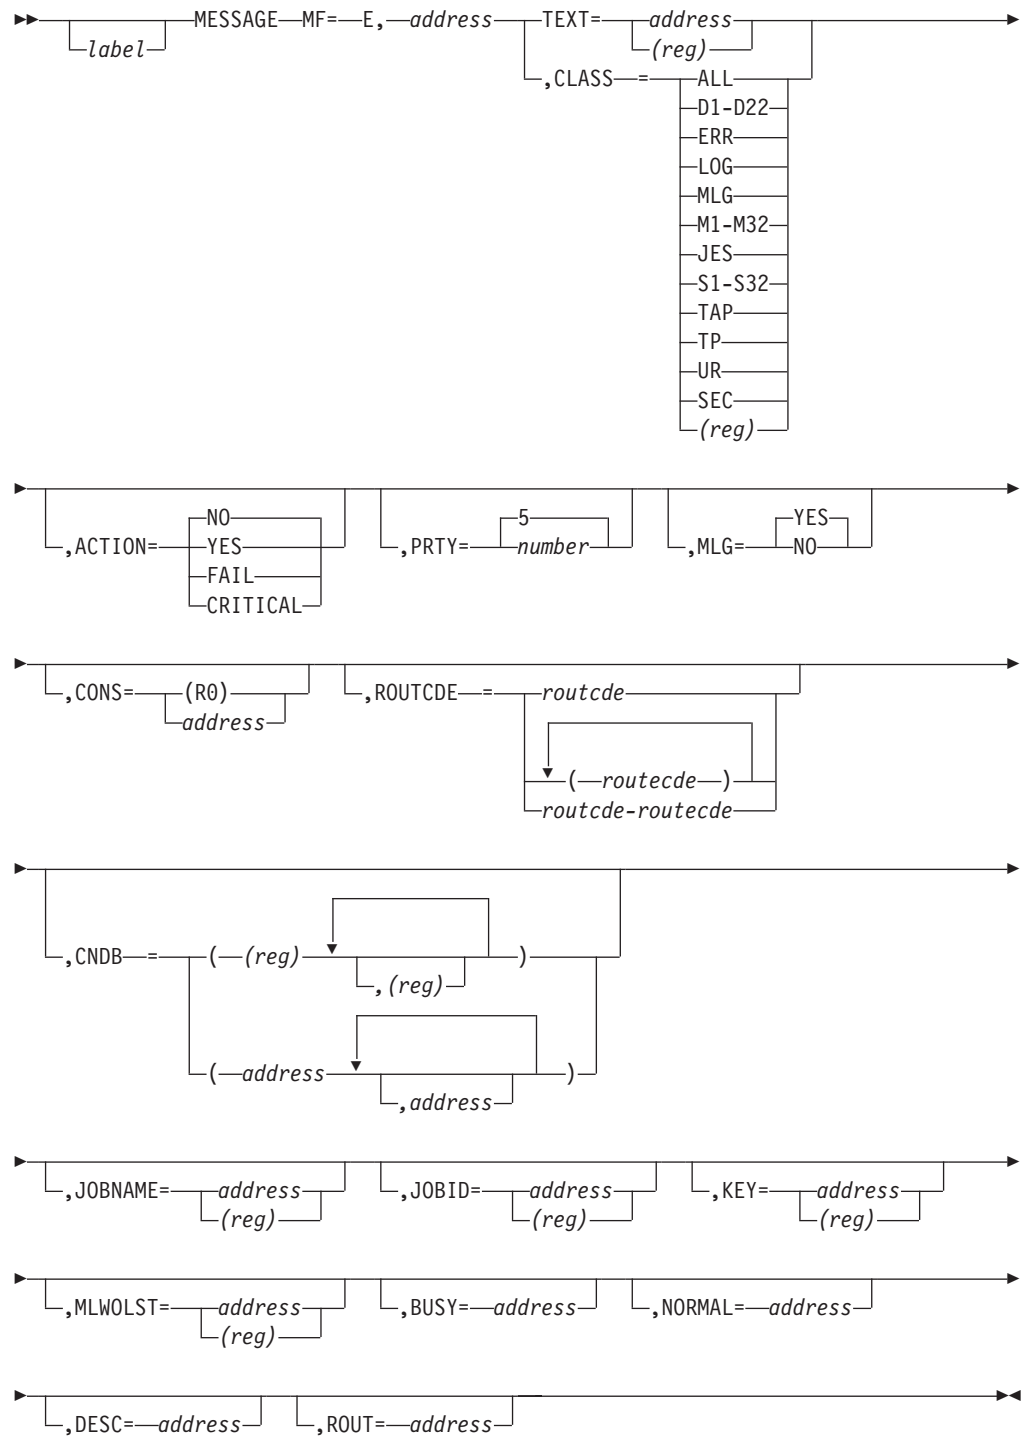 MESSAGE MF= E, address TEXT= address
label (reg)
,CLASS = ALL
D1-D22
ERR
LOG
MLG
M1-M32
JES
S1-S32
TAP
TP
UR
SEC
(reg)
NO 5 YES
,ACTION= YES ,PRTY= number ,MLG= NO
FAIL
CRITICAL
,CONS= (R0) ,ROUTCDE = routcde
address
( routecde )
routcde-routecde
,CNDB = ( (reg) )
,(reg)
( address )
,address
,JOBNAME= address ,JOBID= address ,KEY= address
(reg) (reg) (reg)
,MLWOLST= address ,BUSY= address ,NORMAL= address
(reg)
,DESC= address ,ROUT= address